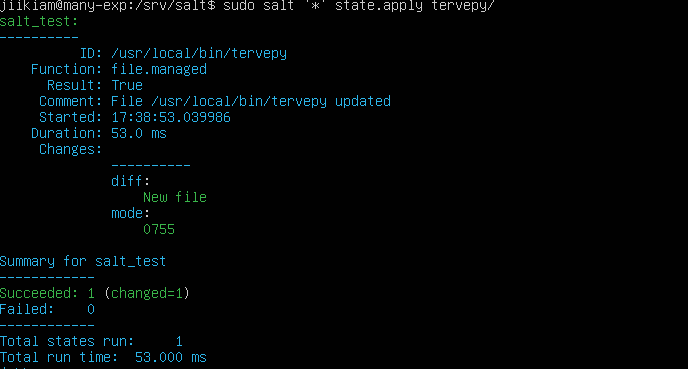 jiikiam@many-exp:/srv/salt$ sudo salt '*' state.apply tervepy/
salt_test:
----------
          ID: /usr/local/bin/tervepy
    Function: file.managed
      Result: True
     Comment: File /usr/local/bin/tervepy updated
     Started: 17:38:53.039986
    Duration: 53.0 ms
     Changes:
              ----------
              diff:
                  New file
              mode:
                  0755

Summary for salt_test
------------
Succeeded: 1 (changed=1)
Failed:    0
------------
Total states run:     1
Total run time:  53.000 ms